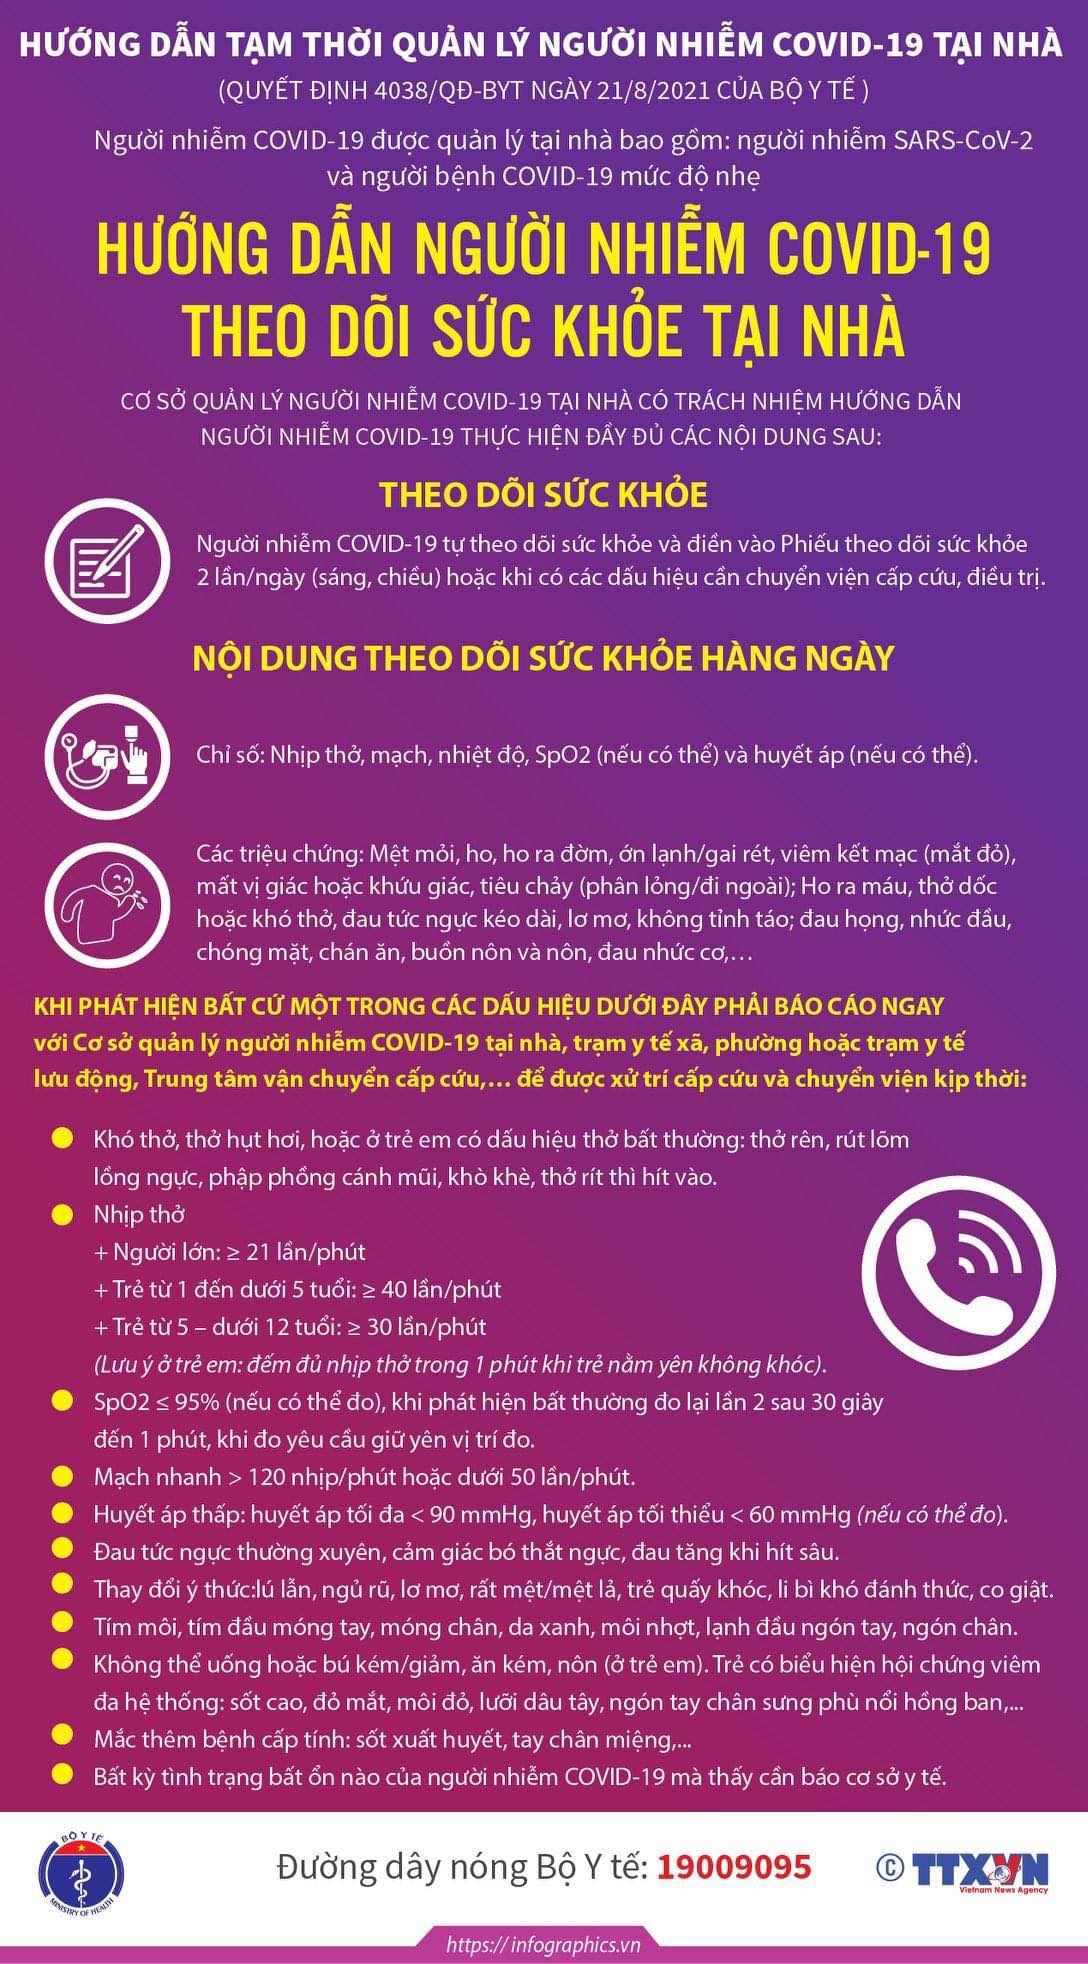 HƯỚNG DẪN TẠM THỜI QUẢN LÝ NGƯỜI NHIỄM COVID-19 TẠI NHÀ
(QUYẾT ĐỊNH 4038/QĐ-BYT NGÀY 21/8/2021 CỦA BỘ Y TẾ )
Người nhiễm COVID-19 được quản lý tại nhà bao gồm: người nhiễm SARS-CoV-2
và người bệnh COVID-19 mức độ nhẹ
HƯỚNG DẪN NGƯỜI NHIỄM COVID-19
THEO DÕI SỨC KHỎE TẠI NHÀ
CƠ SỞ QUẢN LÝ NGƯỜI NHIỄM COVID-19 TẠI NHÀ CÓ TRÁCH NHIỆM HƯỚNG DẪN
NGƯỜI NHIỄM COVID-19 THỰC HIỆN ĐẦY ĐỦ CÁC NỘI DUNG SAU:
THEO DÕI SỨC KHỎE
Người nhiễm COVID-19 tự theo dõi sức khỏe và điền vào Phiếu theo dõi sức khỏe
2 lần/ngày (sáng, chiều) hoặc khi có các dấu hiệu cần chuyển viện cấp cứu, điều trị.
NỘI DUNG THEO DÕI SỨC KHỎE HÀNG NGÀY
Chỉ số: Nhịp thở, mạch, nhiệt độ, SpO2 (nếu có thể) và huyết áp (nếu có thể).
Các triệu chứng: Mệt mỏi, ho, ho ra đờm, ớn lạnh/gai rét, viêm kết mạc (mắt đỏ),
mất vị giác hoặc khứu giác, tiêu chảy (phân lỏng/đi ngoài); Ho ra máu, thở dốc
hoặc khó thở, đau tức ngực kéo dài, lơ mơ, không tỉnh táo; đau họng, nhức đầu,
chóng mặt, chán ăn, buồn nôn và nôn, đau nhức cơ,...
KHI PHÁT HIỆN BẤT CỨ MỘT TRONG CÁC DẤU HIỆU DƯỚI ĐÂY PHẢI BÁO CÁO NGAY
với Cơ sở quản lý người nhiễm COVID-19 tại nhà, trạm y tế xã, phường hoặc trạm y tế
lưu động, Trung tâm vận chuyển cấp cứu,... để được xử trí cấp cứu và chuyển viện kịp thời:
Khó thở, thở hụt hơi, hoặc ở trẻ em có dấu hiệu thở bất thường: thở rên, rút lõm
lồng ngực, phập phồng cánh mũi, khò khè, thở rít thì hít vào.
Nhịp thở
+ Người lớn: ≥ 21 lần/phút
+ Trẻ từ 1 đến dưới 5 tuổi: ≥ 40 lần/phút
+ Trẻ từ 5 – dưới 12 tuổi: ≥ 30 lần/phút
(Lưu ý ở trẻ em: đếm đủ nhịp thở trong 1 phút khi trẻ nằm yên không khóc).
SpO2 ≤ 95% (nếu có thể đo), khi phát hiện bất thường đo lại lần 2 sau 30 giây
đến 1 phút, khi đo yêu cầu giữ yên vị trí đo.
Mạch nhanh > 120 nhịp/phút hoặc dưới 50 lần/phút.
Huyết áp thấp: huyết áp tối đa < 90 mmHg, huyết áp tối thiểu < 60 mmHg (nếu có thể đo).
Đau tức ngực thường xuyên, cảm giác bó thắt ngực, đau tăng khi hít sâu.
Thay đổi ý thức:lú lẫn, ngủ rũ, lơ mơ, rất mệt/mệt lả, trẻ quấy khóc, li bì khó đánh thức, co giật.
Tím môi, tím đầu móng tay, móng chân, da xanh, môi nhợt, lạnh đầu ngón tay, ngón chân.
Không thể uống hoặc bú kém/giảm, ăn kém, nôn (ở trẻ em). Trẻ có biểu hiện hội chứng viêm
đa hệ thống: sốt cao, đỏ mắt, môi đỏ, lưỡi dâu tây, ngón tay chân sưng phù nổi hồng ban,...
Mắc thêm bệnh cấp tính: sốt xuất huyết, tay chân miệng,...
Bất kỳ tình trạng bất ổn nào của người nhiễm COVID-19 mà thấy cần báo cơ sở y tế.
BỘ Y TẾ
MINISTRY OF HEALTH
Đường dây nóng Bộ Y tế: 19009095
© TTXVN
Vietnam News Agency
https:// infographics.vn